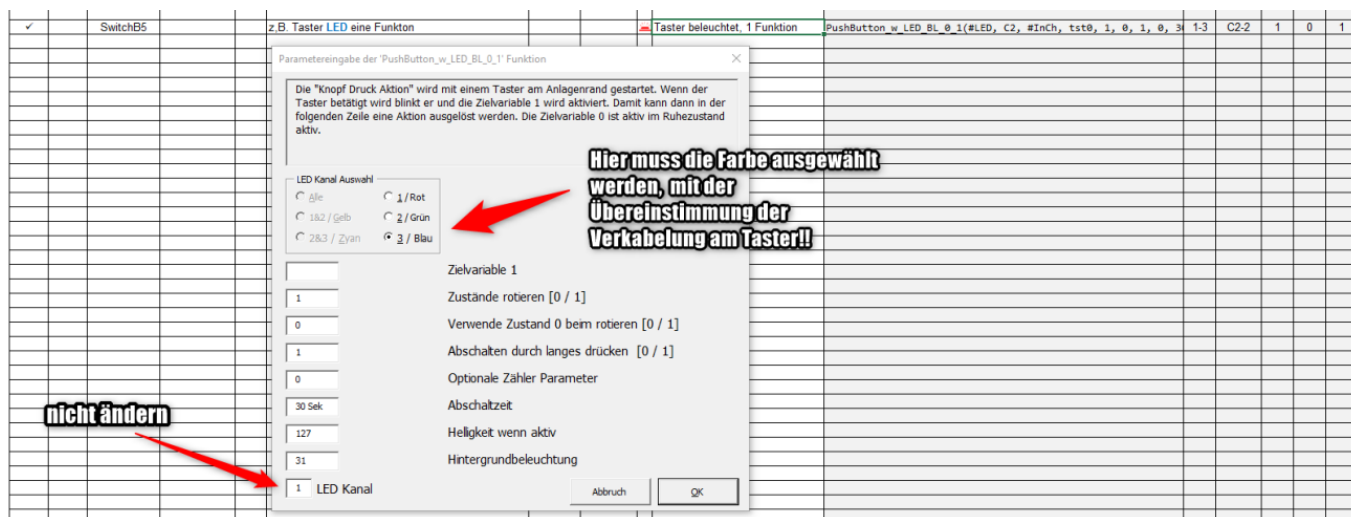 ✓ SwitchB5 z.B. Taster LED eine Funkton Taster beleuchtet, 1 Funktion PushButton_w_LED_BL_0_1(#LED, C2, #InCh, tst0, 1, 0, 1, 0, 30 1-3 C2-2 1 0 1
Parametereingabe der 'PushButton_w_LED_BL_0_1' Funktion
Die "Knopf Druck Aktion" wird mit einem Taster am Anlagenrand gestartet. Wenn der
Taster betätigt wird blinkt er und die Zielvariable 1 wird aktiviert. Damit kann dann in der
folgenden Zeile eine Aktion ausgelöst werden. Die Zielvariable 0 ist aktiv im Ruhezustand
aktiv.
Hier muss die Farbe ausgewählt
werden, mit der
Übereinstimmung der
Verkabelung am Taster!!
LED Kanal Auswahl
Alle 1 / Rot
1&2 / Gelb 2 / Grün
2&3 / Zyan 3 / Blau
Zielvariable 1
1 Zustände rotieren [0 / 1]
0 Verwende Zustand 0 beim rotieren [0 / 1]
1 Abschalten durch langes drücken [0 / 1]
0 Optionale Zähler Parameter
30 Sek Abschaltzeit
nicht ändern
127 Helligkeit wenn aktiv
31 Hintergrundbeleuchtung
1 LED Kanal
Abbruch OK